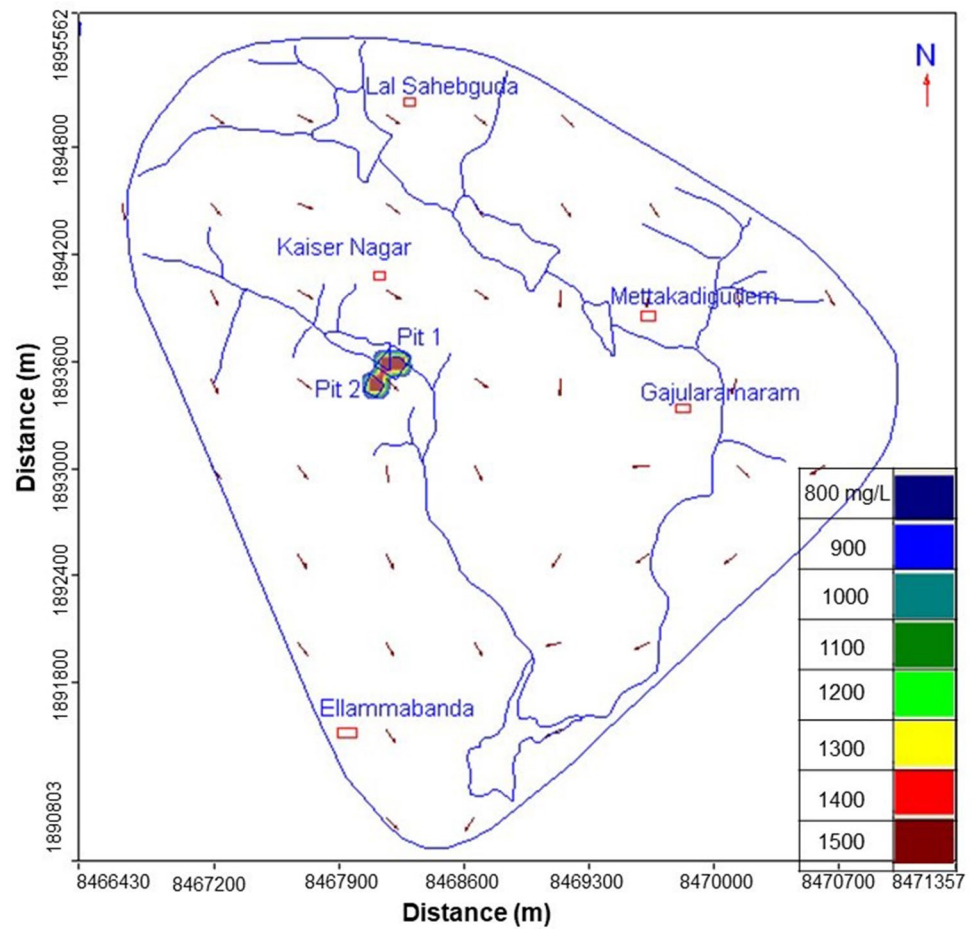 1895562
1894800
1894200
1893600
1893000
1892400
1891800
1890803
Distance (m)
N
Lal Sahebguda
Kaiser Nagar
Mettakadigudem
Pit 1
Pit 2
Gajularamaram
Ellammabanda
800 mg/L
900
1000
1100
1200
1300
1400
1500
8466430 8467200 8467900 8468600 8469300 8470000 8470700 8471357
Distance (m)